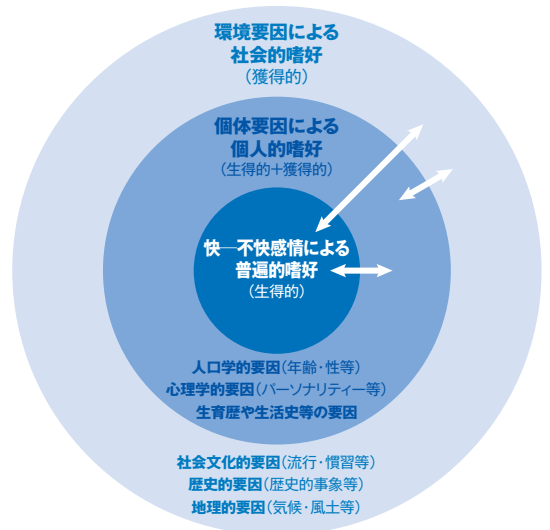 環境要因による
社会的嗜好
（獲得的）
個体要因による
個人的嗜好
（生得的＋獲得的）
快―不快感情による
普遍的嗜好
（生得的）
人口学的要因（年齢・性等）
心理学的要因（パーソナリティー等）
生育歴や生活史等の要因
社会文化的要因（流行・慣習等）
歴史的要因（歴史的事象等）
地理的要因（気候・風土等）